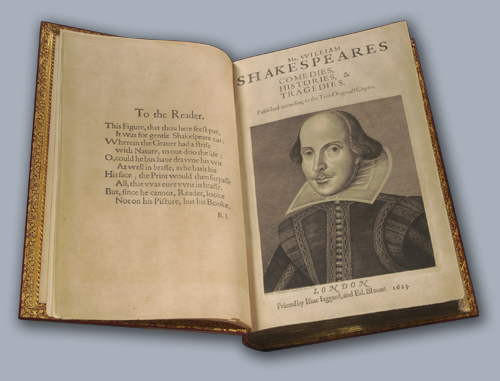 To the Reader.
This Figure, that thou here ſeeſt put,
It was for gentle Shakeſpeare cut;
Wherein the Grauer had a ſtrife
with Nature, to out-doo the life:
O, could he but haue drawne his wit
As well in braſſe, as he hath hit
His face, the Print would then ſurpaſſe
All, that vvas euer vvrit in braſſe.
But, ſince he cannot, Reader, looke
Not on his Picture, but his Booke.
B. I.
Mr. WILLIAM
SHAKESPEARES
COMEDIES,
HISTORIES, &
TRAGEDIES.
Publiſhed according to the True Originall Copies.
LONDON
Printed by Iſaac Iaggard, and Ed. Blount. 1623.